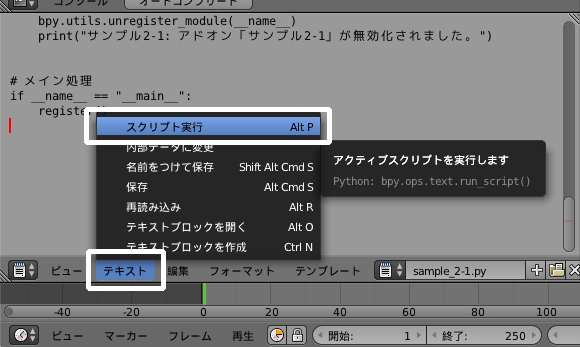 コンソール オートコンプリート
bpy.utils.unregister_module(__name__)
print("サンプル2-1: アドオン「サンプル2-1」が無効化されました。")
# メイン処理
if __name__ == "__main__":
register()
スクリプト実行 Alt P
内部データに変更
名前をつけて保存 Shift Alt Cmd S
保存 Alt Cmd S
再読み込み Alt R
テキストブロックを開く Alt O
テキストブロックを作成 Ctrl N
アクティブスクリプトを実行します
Python: bpy.ops.text.run_script()
ビュー テキスト 編集 フォーマット テンプレート sample_2-1.py
-40 -20 0 20 40 60 80 100
ビュー マーカー フレーム 再生 開始: 1 終了: 250